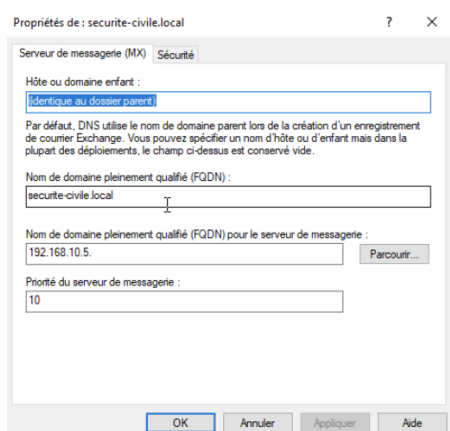 Propriétés de : securite-civile.local
?
Serveur de messagerie (MX)
Sécurité
Hôte ou domaine enfant :
(identique au dossier parent)
Par défaut, DNS utilise le nom de domaine parent lors de la création d'un enregistrement
de courrier Exchange. Vous pouvez spécifier un nom d'hôte ou d'enfant mais dans la
plupart des déploiements, le champ ci-dessus est conservé vide.
Nom de domaine pleinement qualifié (FQDN) :
securite-civile.local
Nom de domaine pleinement qualifié (FQDN) pour le serveur de messagerie :
192.168.10.5.
Parcourir...
Priorité du serveur de messagerie :
10
OK
Annuler
Appliquer
Aide